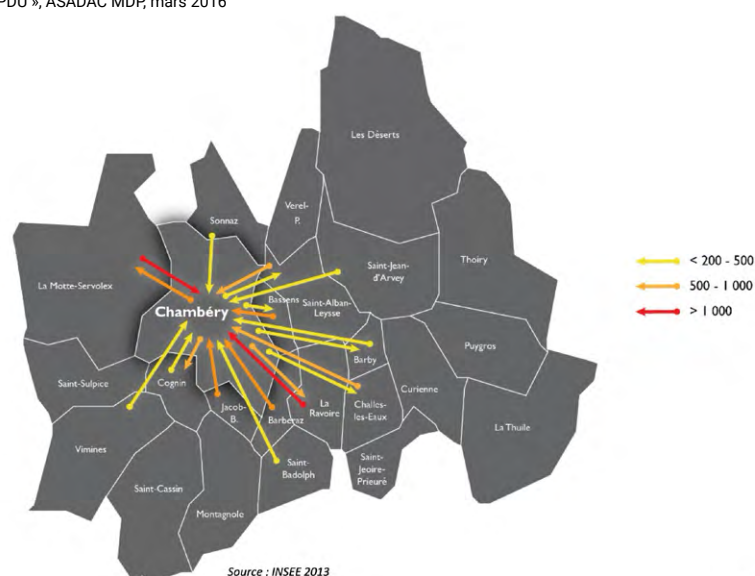 PDU », ASADAC MDP, mars 2016
Les Déserts
Verel-
P.
Sonnaz
La Motte-Servolex
Saint-Jean-
d'Arvey
Thoiry
< 200 - 500
500 - 1 000
> 1 000
Bassens
Saint-Alban-
Leysse
Chambéry
Barby
Puygros
Saint-Sulpice
Cognin
Curienne
Jacob-
B.
Barberaz
La
Ravoire
Challes-
les-Eaux
La Thuile
Vimines
Saint-
Badolph
Saint-
Jeoire-
Prieuré
Saint-Cassin
Montagnole
Source : INSEE 2013